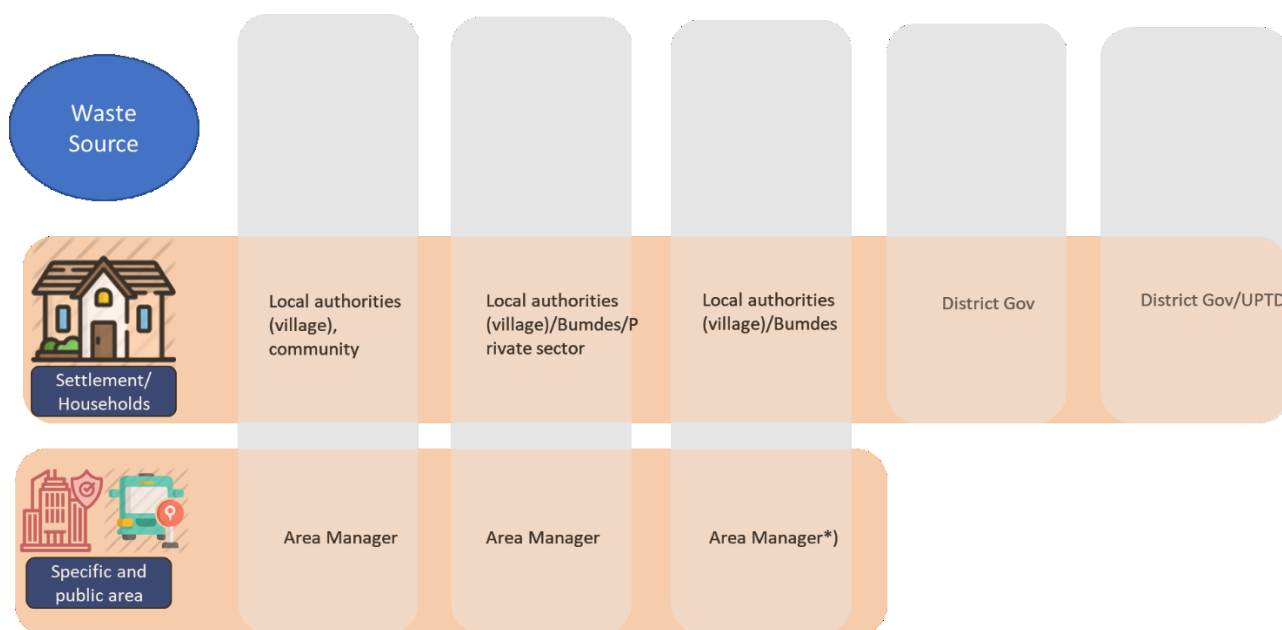 Waste
Source
Local authorities
(village),
community
Local authorities
(village)/Bumdes/P
rivate sector
Local authorities
(village)/Bumdes
District Gov
District Gov/UPTD
Settlement/
Households
Area Manager
Area Manager
Area Manager*)
Specific and
public area